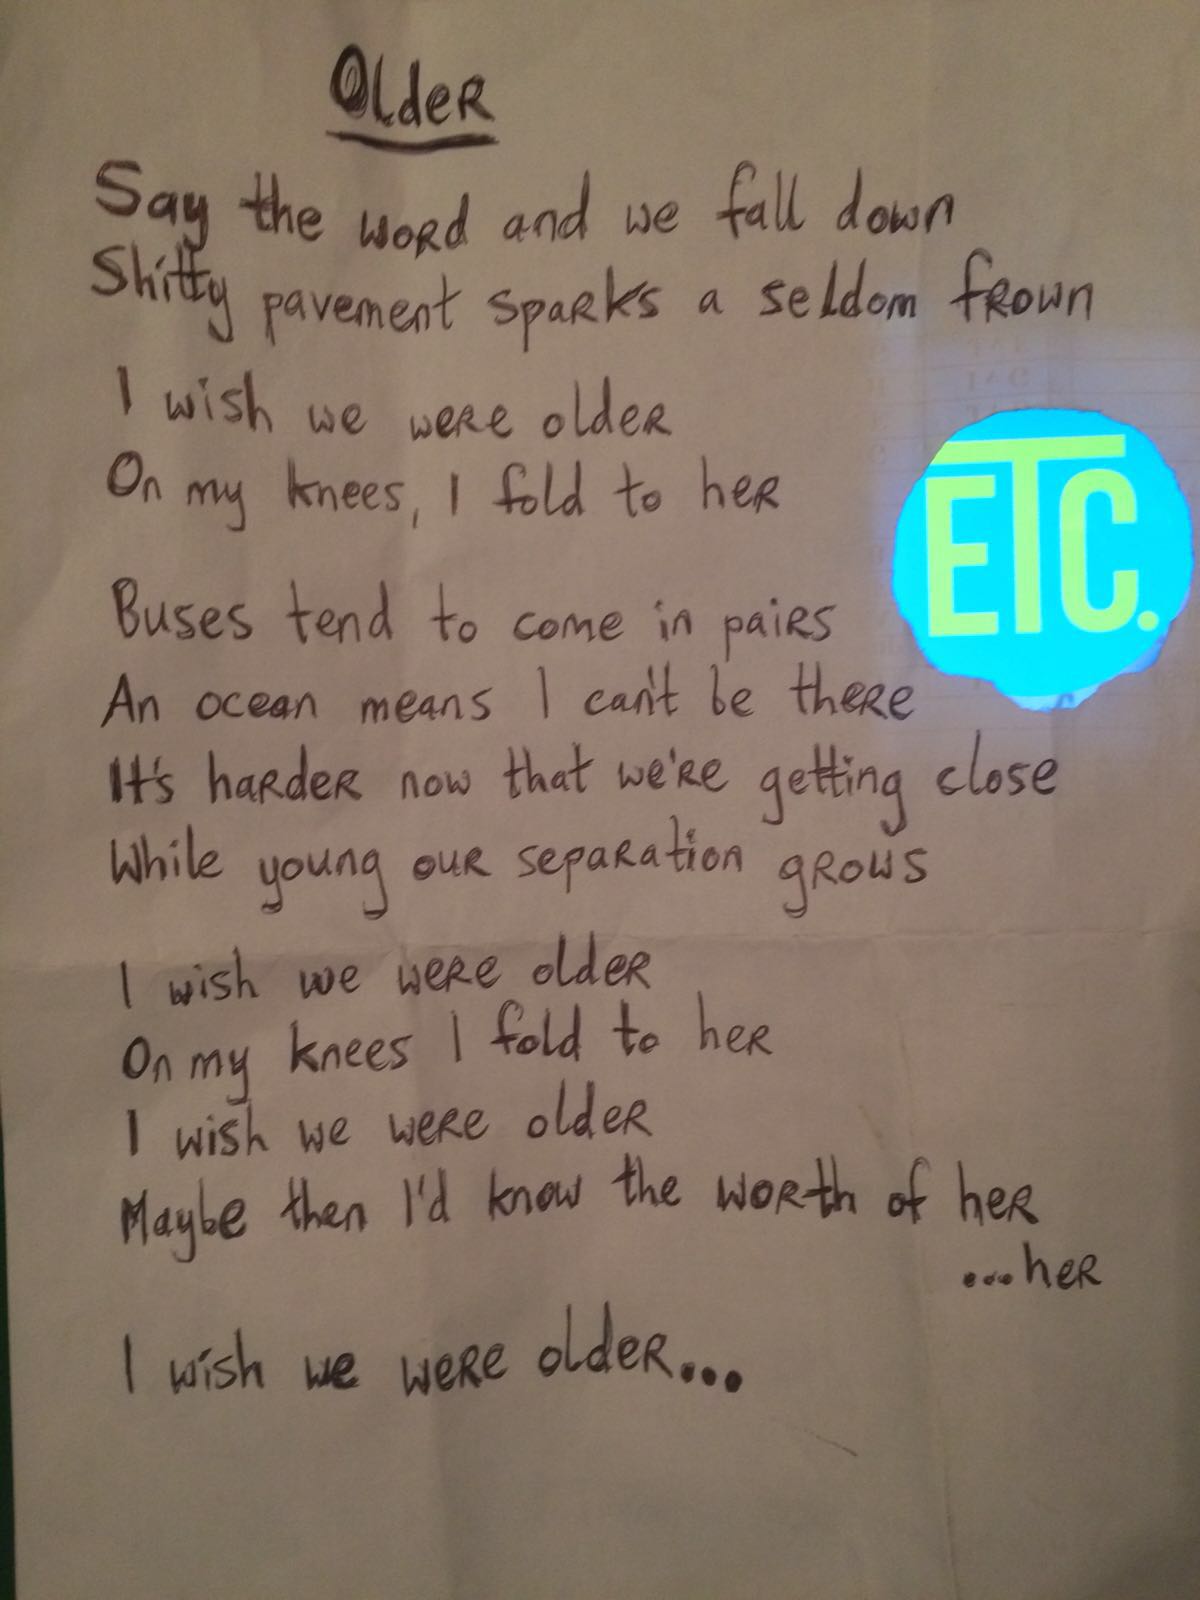 Older
Say the word and we fall down
Shitty pavement sparks a seldom frown
I wish we were older
On my knees, I fold to her
ETC.
Buses tend to come in pairs
An ocean means I can't be there
It's harder now that we're getting close
While young our separation grows
I wish we were older
On my knees I fold to her
I wish we were older
Maybe then I'd know the worth of her
...her
I wish we were older...